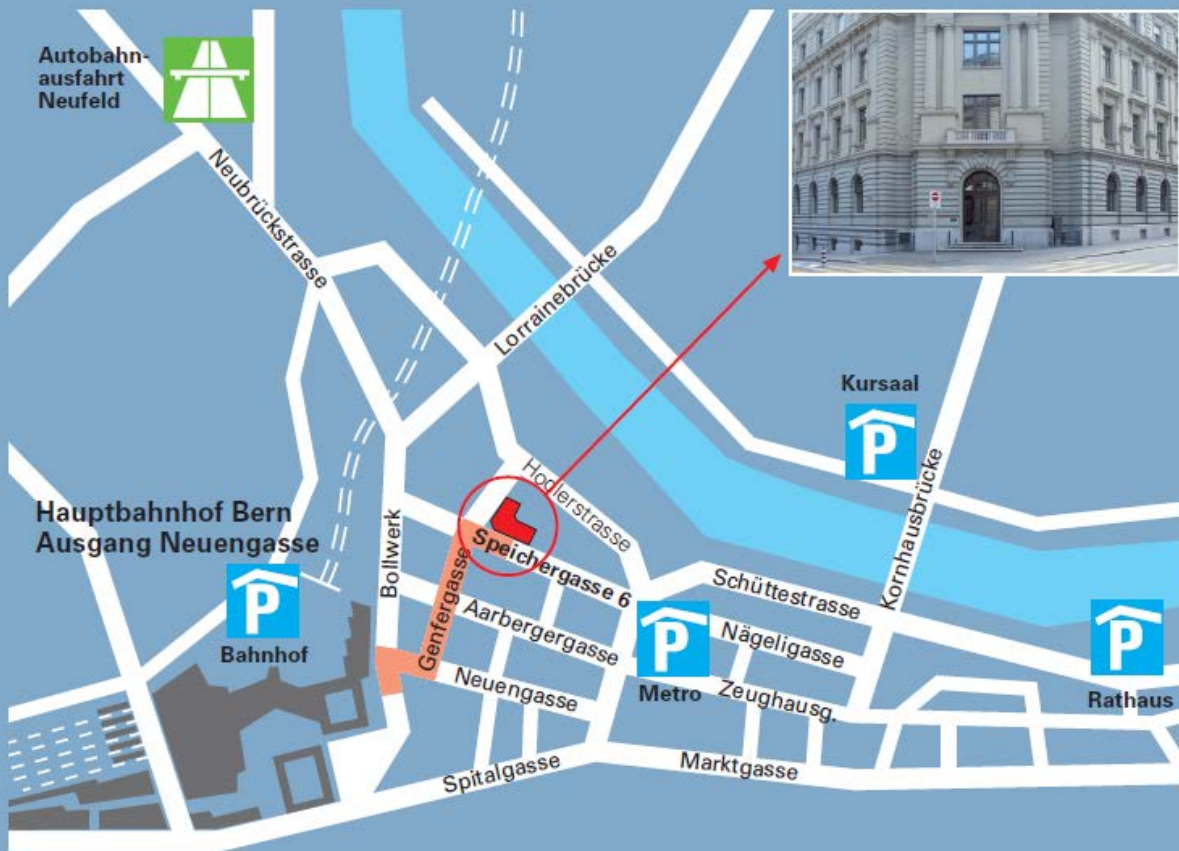 Autobahn-
ausfahrt
Neufeld
Neubrückstrasse
Lorrainebrücke
Kursaal
P
Hauptbahnhof Bern
Ausgang Neuengasse
P
Bahnhof
Bollwerk
Genfergasse
Hodlerstrasse
Speichergasse 6
Aarbergergasse
Neuengasse
P
Metro
Schüttestrasse
Nägeligasse
Zeughausg.
Kornhausbrücke
P
Rathaus
Spitalgasse
Marktgasse